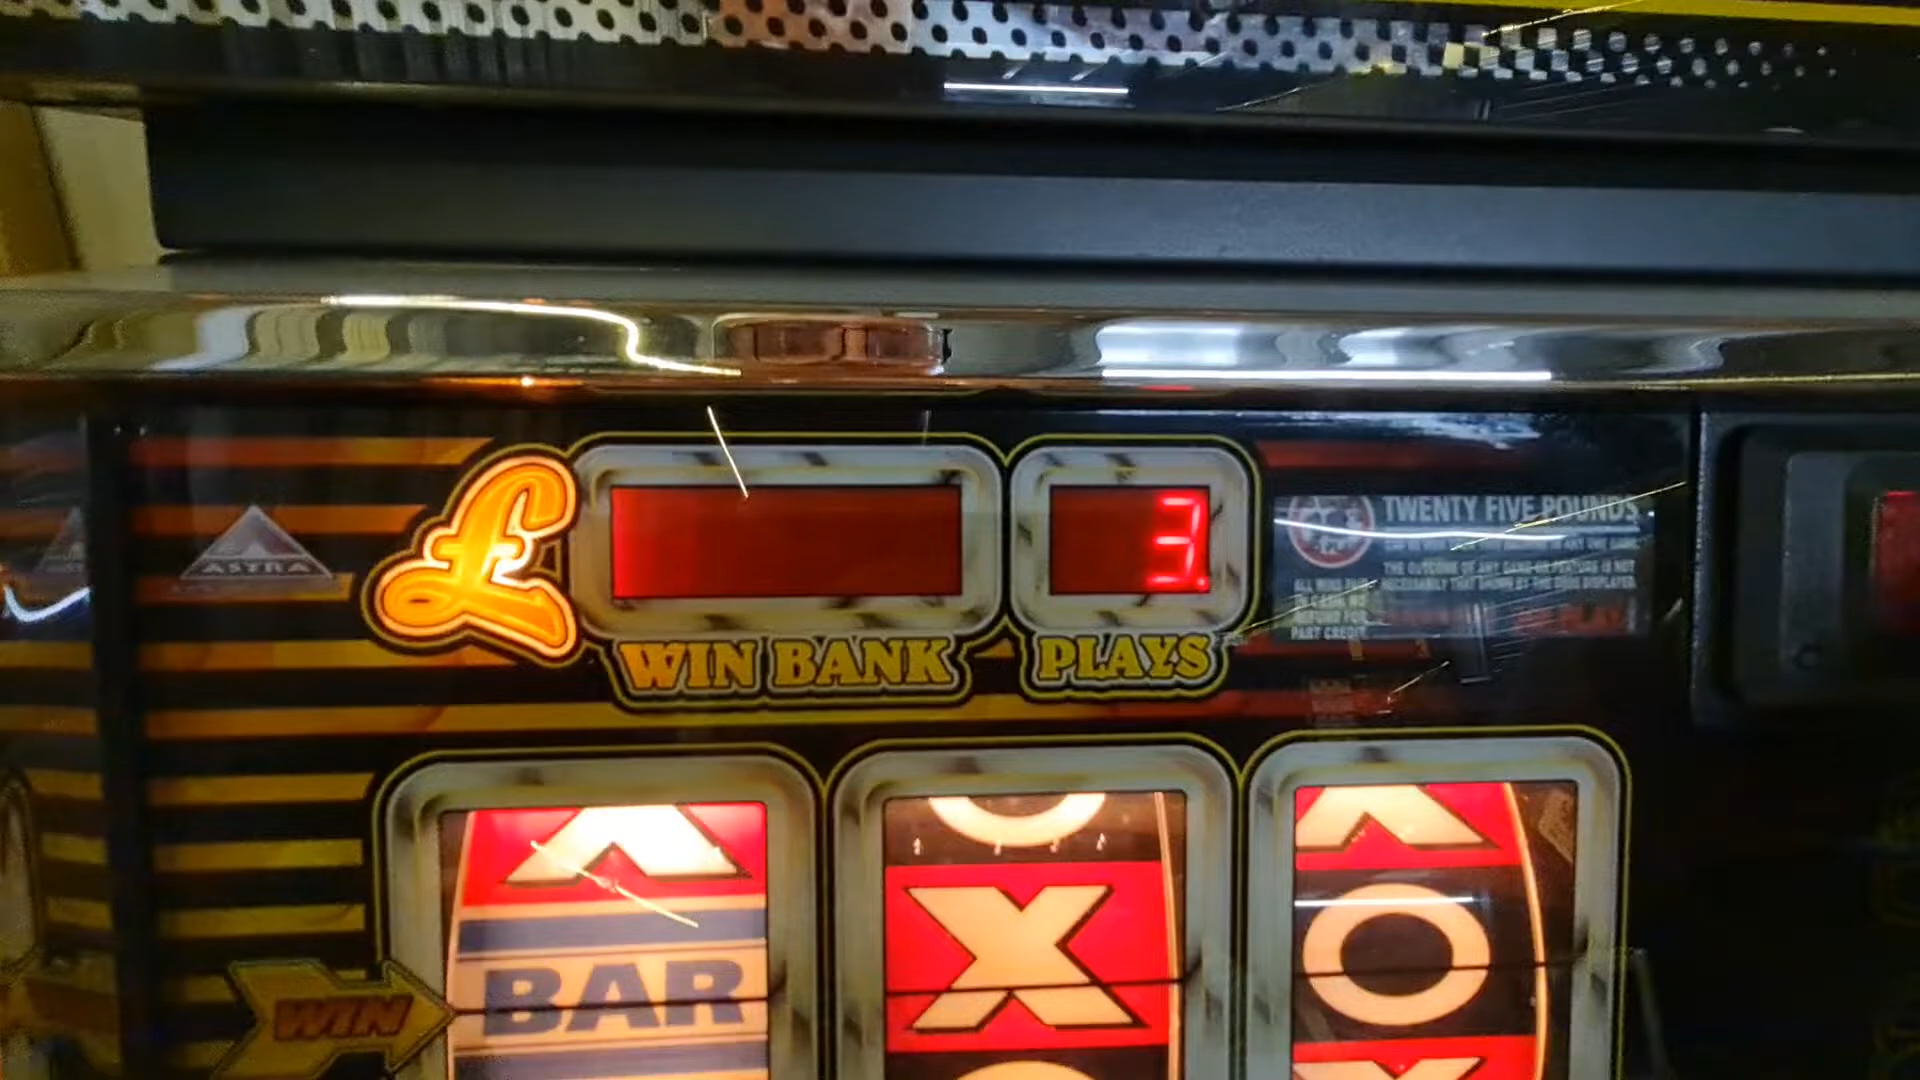 £
3.
TWENTY FIVE POUNDS
THE OUTCOME OF ANY GAME OR FEATURE IS NOT
NECESSARILY THAT SHOWN BY THE ODDS DISPLAYED
ALL WINS PAID
IN CASH NO
REFUND FOR
PART CREDIT
PLAY
ASTRA
WIN BANK
PLAYS
X
O
X
BAR
X
O
WIN